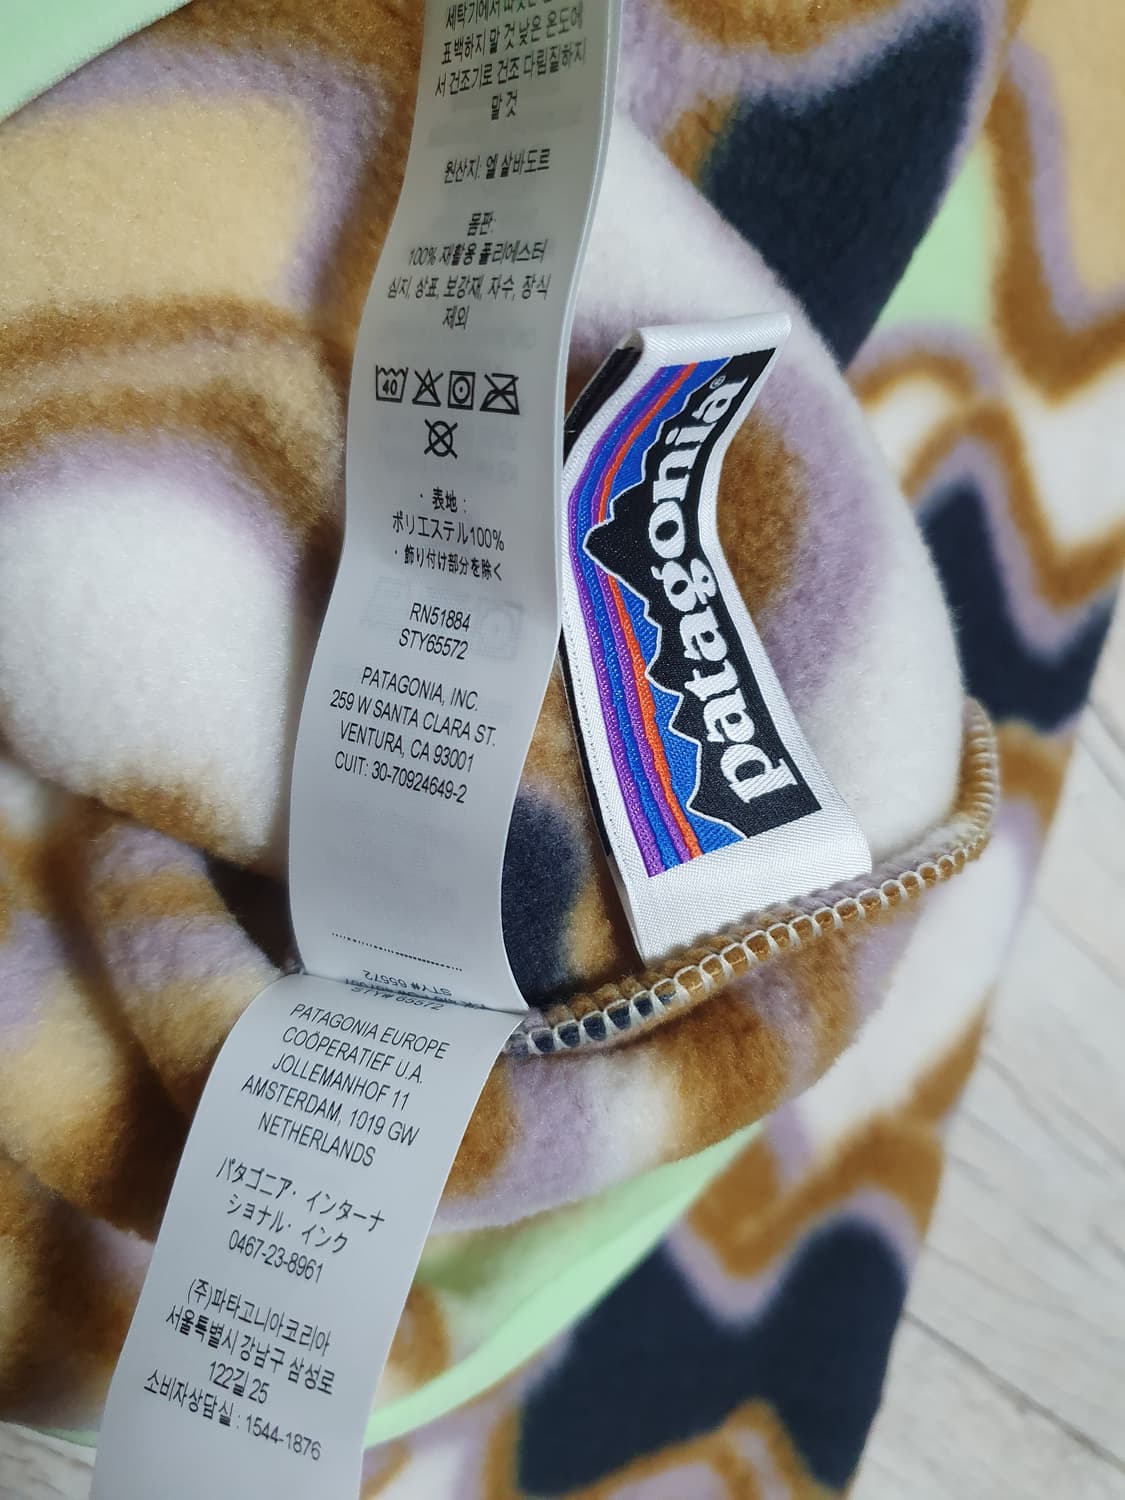 세탁기에서
표백하지 말 것 낮은 온도에
서 건조기로 건조 다림질하지
말 것
원산지: 엘 살바도르
몸판:
100% 재활용 폴리에스터
심지, 상표, 보강재, 자수, 장식
제외
40
・ 表地 :
ポリエステル100%
・ 飾り付け部分を除く
RN51884
STY65572
PATAGONIA, INC.
259 W SANTA CLARA ST.
VENTURA, CA 93001
CUIT: 30-70924649-2
STY# 65572
STY# 65572
PATAGONIA EUROPE
COÖPERATIEF U.A.
JOLLEMANHOF 11
AMSTERDAM, 1019 GW
NETHERLANDS
パタゴニア・インターナ
ショナル・インク
0467-23-8961
(주)파타고니아코리아
서울특별시 강남구 삼성로
122길 25
소비자상담실 : 1544-1876
patagonia®